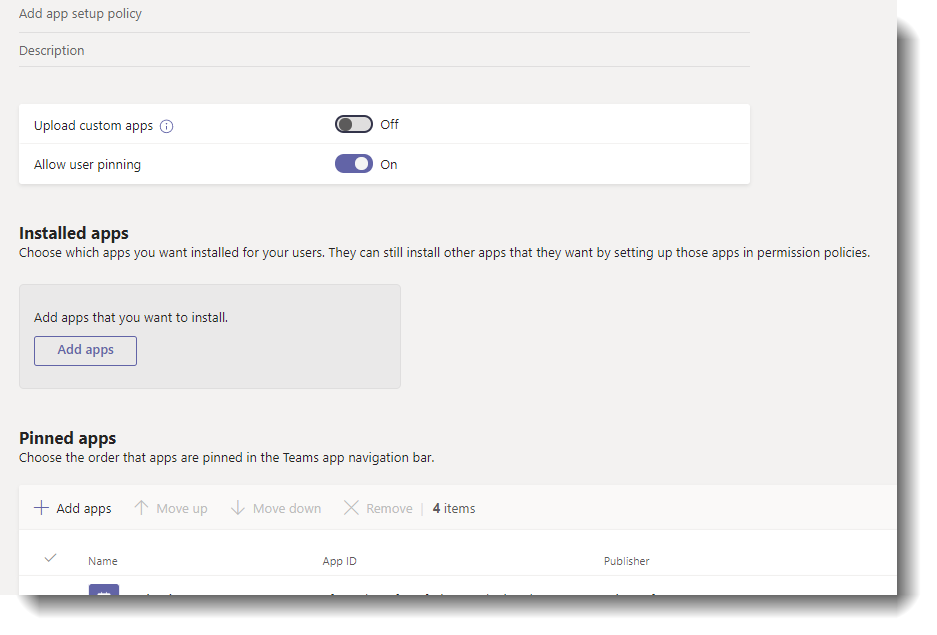 Add app setup policy
Description
Upload custom apps Off
Allow user pinning On
Installed apps
Choose which apps you want installed for your users. They can still install other apps that they want by setting up those apps in permission policies.
Add apps that you want to install.
Add apps
Pinned apps
Choose the order that apps are pinned in the Teams app navigation bar.
Add apps Move up Move down Remove | 4 items
Name App ID Publisher